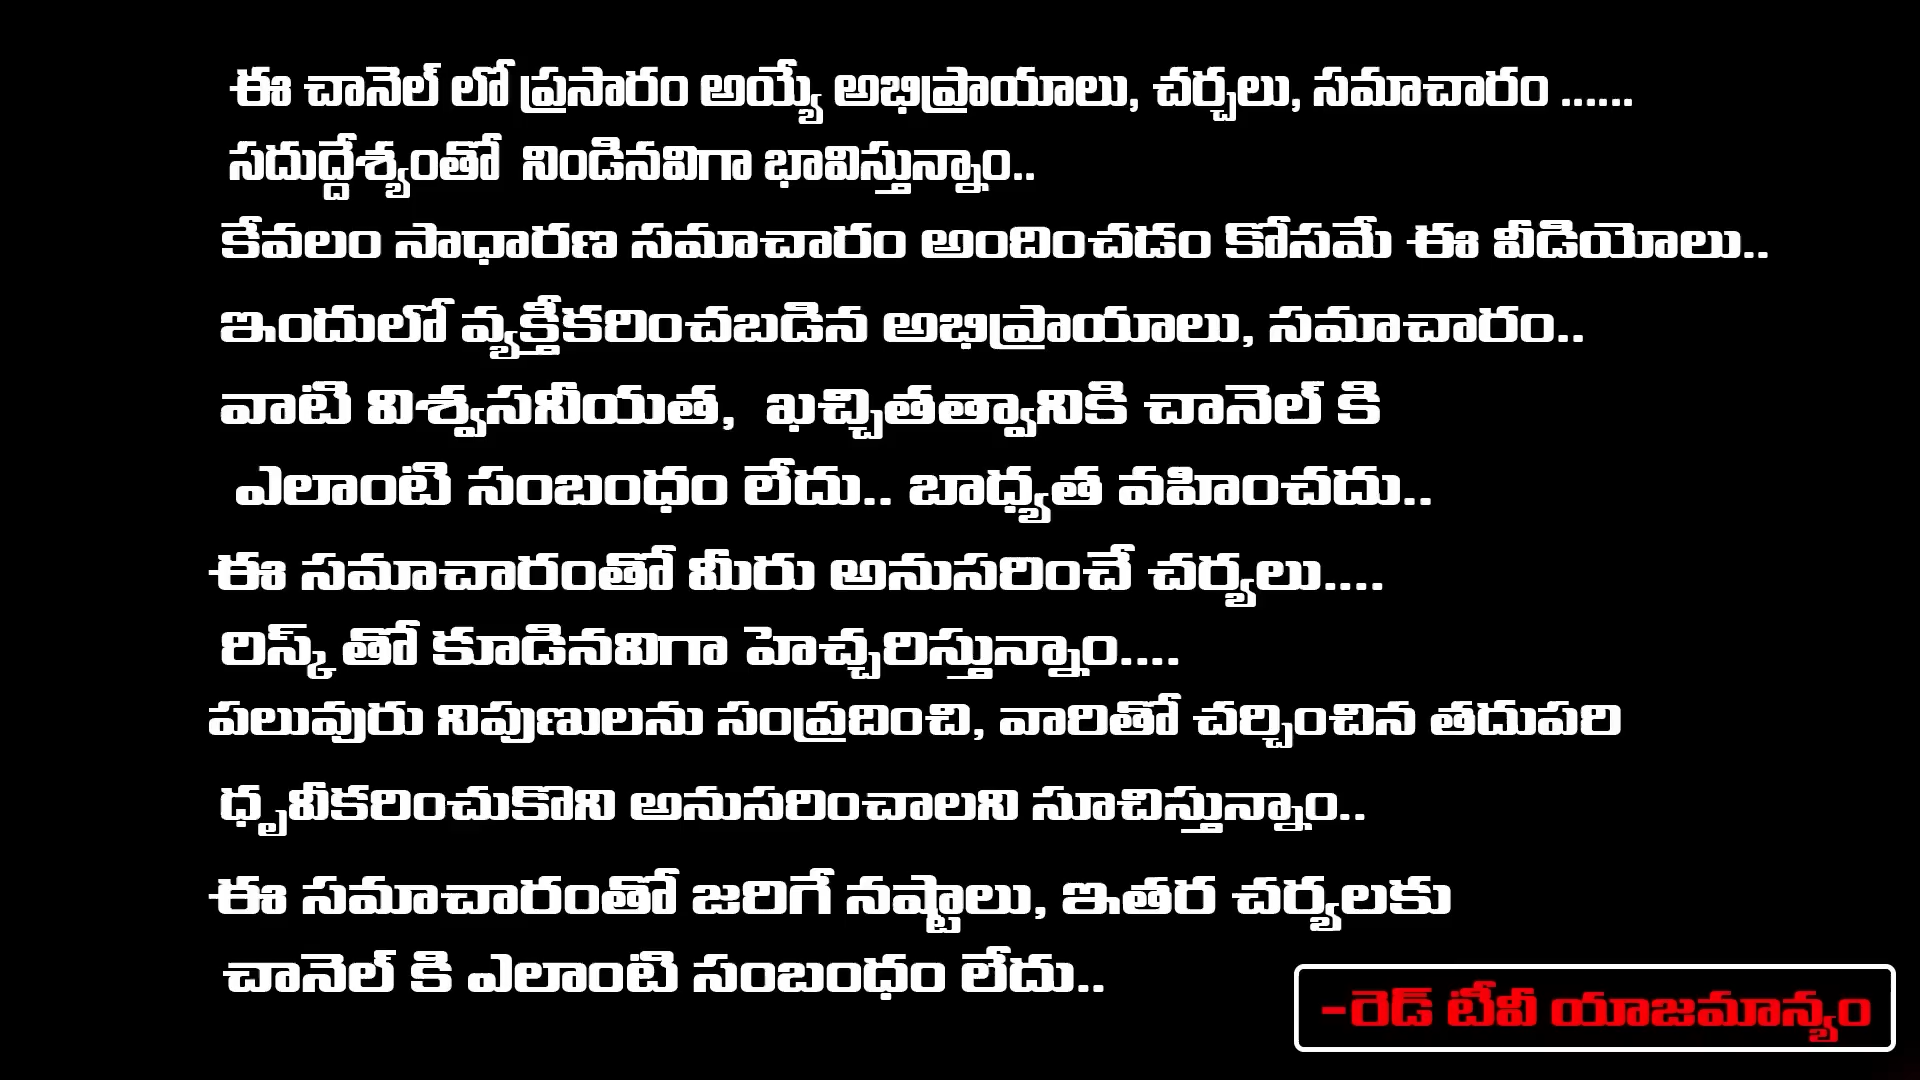 ఈ చానెల్ లో ప్రసారం అయ్యే అభిప్రాయాలు, చర్చలు, సమాచారం ......
సదుద్దేశ్యంతో నిండినవిగా భావిస్తున్నాం..
కేవలం సాధారణ సమాచారం అందించడం కోసమే ఈ వీడియోలు..
ఇందులో వ్యక్తీకరించబడిన అభిప్రాయాలు, సమాచారం..
వాటి విశ్వసనీయత, ఖచ్చితత్వానికి చానెల్ కి
ఎలాంటి సంబంధం లేదు.. బాధ్యత వహించదు..
ఈ సమాచారంతో మీరు అనుసరించే చర్యలు....
రిస్క్ తో కూడినవిగా హెచ్చరిస్తున్నాం....
పలువురు నిపుణులను సంప్రదించి, వారితో చర్చించిన తదుపరి
ధృవీకరించుకొని అనుసరించాలని సూచిస్తున్నాం..
ఈ సమాచారంతో జరిగే నష్టాలు, ఇతర చర్యలకు
చానెల్ కి ఎలాంటి సంబంధం లేదు..
-రెడ్ టీవీ యాజమాన్యం